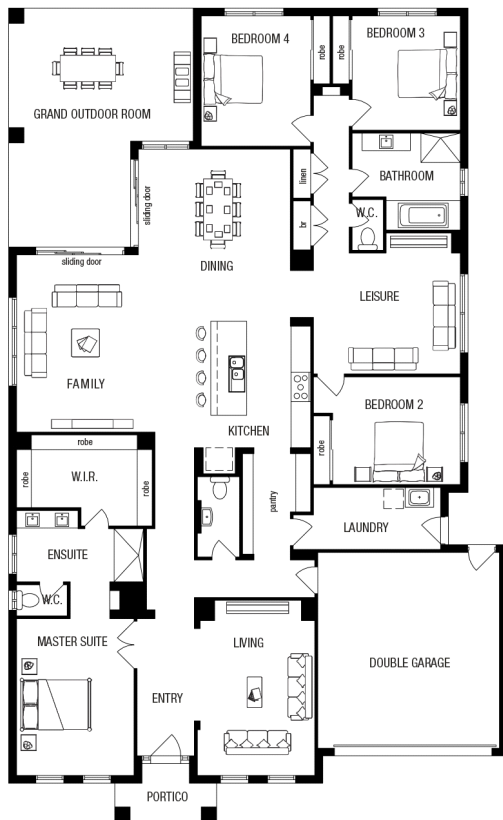 BEDROOM 4
robe
robe
BEDROOM 3
GRAND OUTDOOR ROOM
linen
BATHROOM
sliding door
br
W.C.
DINING
sliding door
LEISURE
FAMILY
BEDROOM 2
KITCHEN
robe
robe
robe
W.I.R.
robe
pantry
LAUNDRY
ENSUITE
W.C.
MASTER SUITE
LIVING
DOUBLE GARAGE
ENTRY
PORTICO